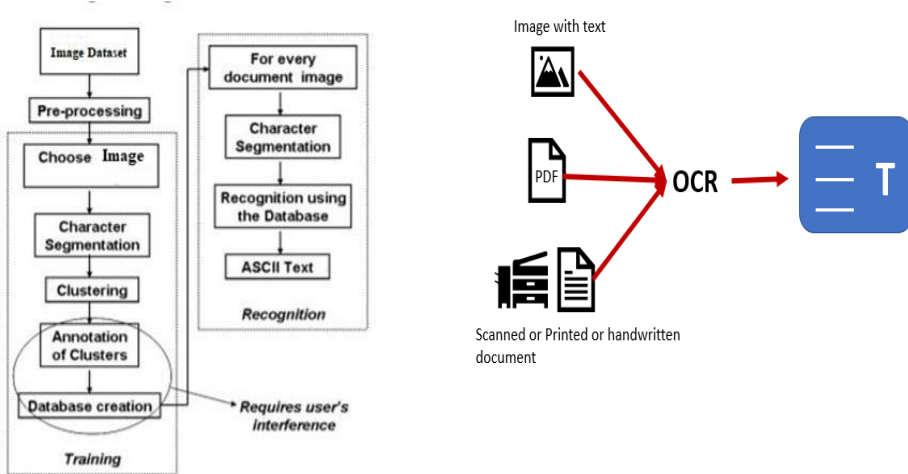 Image Dataset
Pre-processing
Choose Image
Character
Segmentation
Clustering
Annotation
of Clusters
Database creation
Training
For every
document image
Character
Segmentation
Recognition using
the Database
ASCII Text
Recognition
Requires user's
interference
Image with text
PDF
OCR
T
Scanned or Printed or handwritten
document